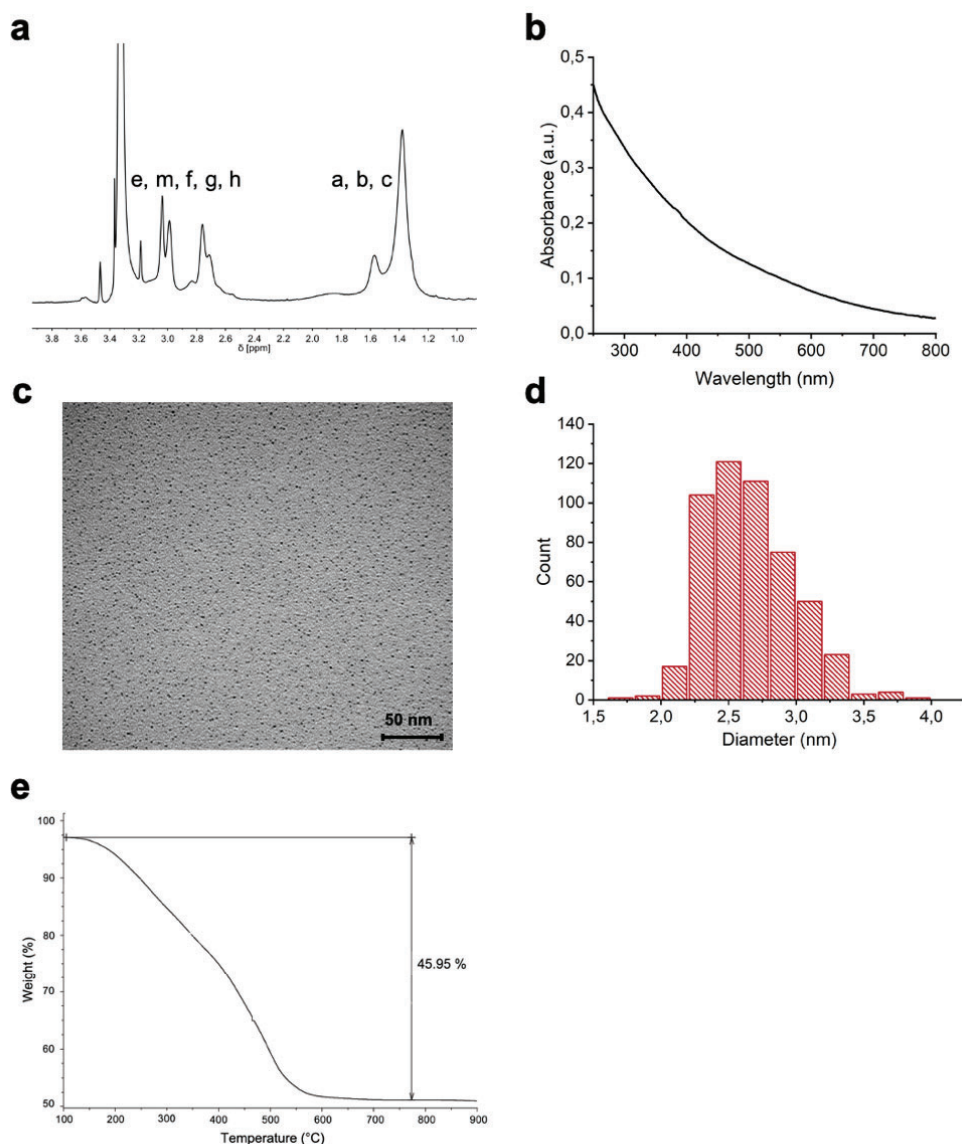 a
e, m, f, g, h
a, b, c
3.8 3.6 3.4 3.2 3.0 2.8 2.6 2.4 2.2 2.0 1.8 1.6 1.4 1.2 1.0
δ [ppm]
b
0,5
0,4
0,3
0,2
0,1
0,0
Absorbance (a.u.)
300 400 500 600 700 800
Wavelength (nm)
c
50 nm
d
140
120
100
80
60
40
20
0
Count
1,5 2,0 2,5 3,0 3,5 4,0
Diameter (nm)
e
100
90
80
70
60
50
Weight (%)
45.95 %
100 200 300 400 500 600 700 800 900
Temperature (°C)